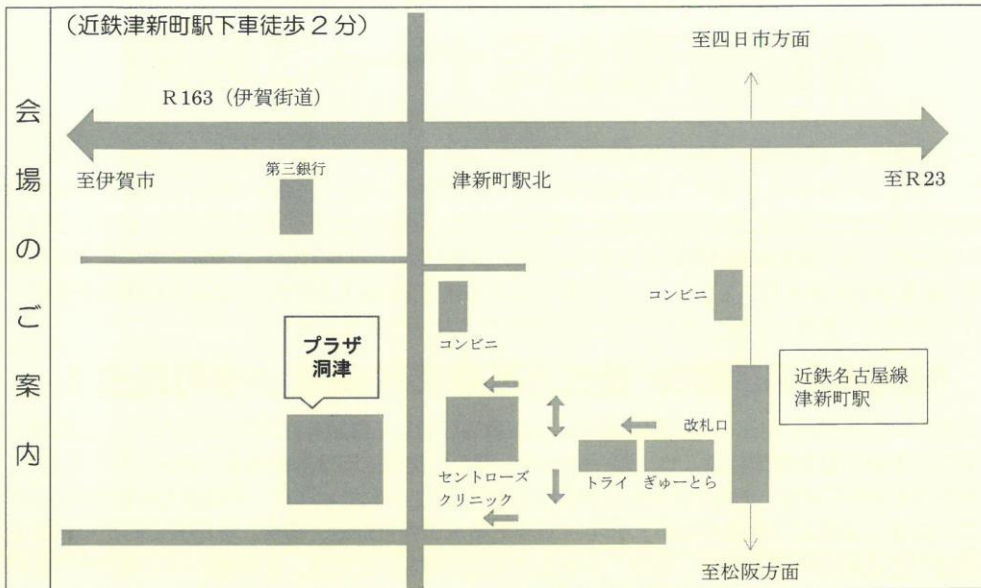 会場のご案内
（近鉄津新町駅下車徒歩２分）
至四日市方面
R163（伊賀街道）
第三銀行
至伊賀市
津新町駅北
至R23
コンビニ
コンビニ
プラザ
洞津
近鉄名古屋線
津新町駅
改札口
セントローズ
クリニック
トライ
ぎゅーとら
至松阪方面